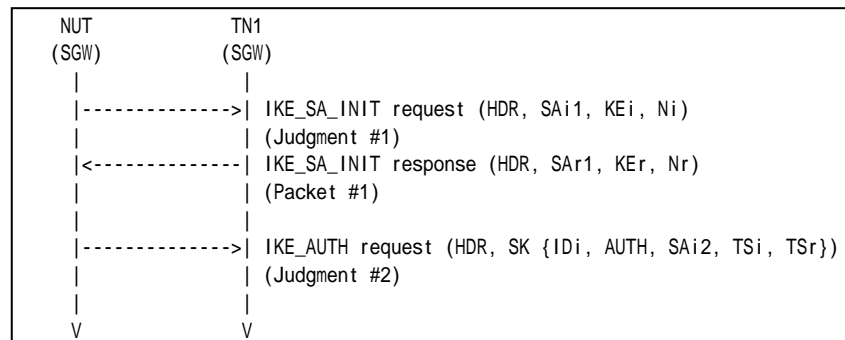 NUT TN1
(SGW) (SGW)
| |
|-------------->| IKE_SA_INIT request (HDR, SAi1, KEi, Ni)
| | (Judgment #1)
|<--------------| IKE_SA_INIT response (HDR, SAr1, KEr, Nr)
| | (Packet #1)
| |
|-------------->| IKE_AUTH request (HDR, SK {IDi, AUTH, SAi2, TSi, TSr})
| | (Judgment #2)
| |
V V